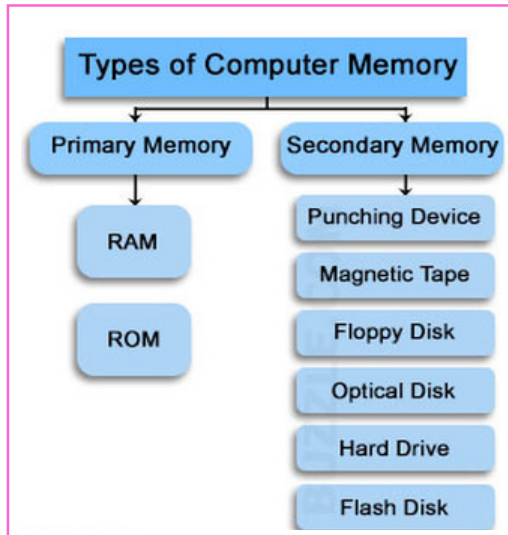 Types of Computer Memory
Primary Memory
Secondary Memory
RAM
ROM
Punching Device
Magnetic Tape
Floppy Disk
Optical Disk
Hard Drive
Flash Disk